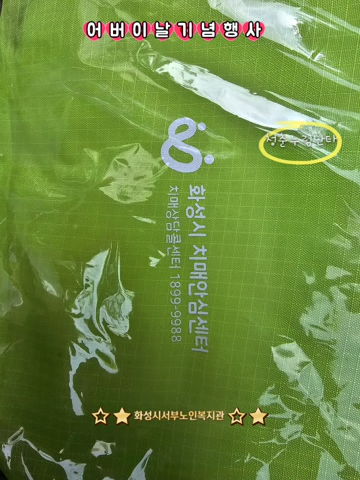 어버이날기념행사
화성시 치매안심센터
치매상담콜센터 1899-9988
☆★ 화성시서부노인복지관 ☆★